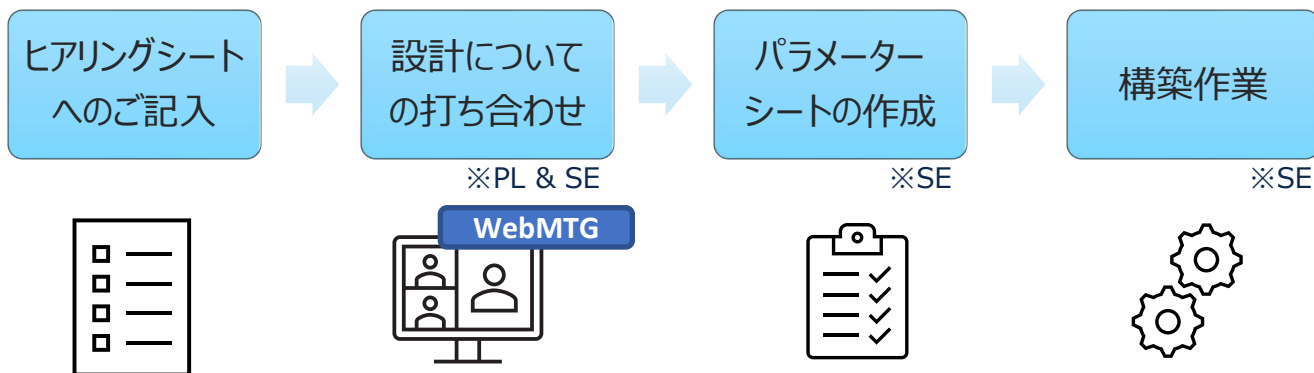 ヒアリングシート
へのご記入
設計について
の打ち合わせ
パラメーター
シートの作成
構築作業
※PL & SE
※SE
※SE
WebMTG